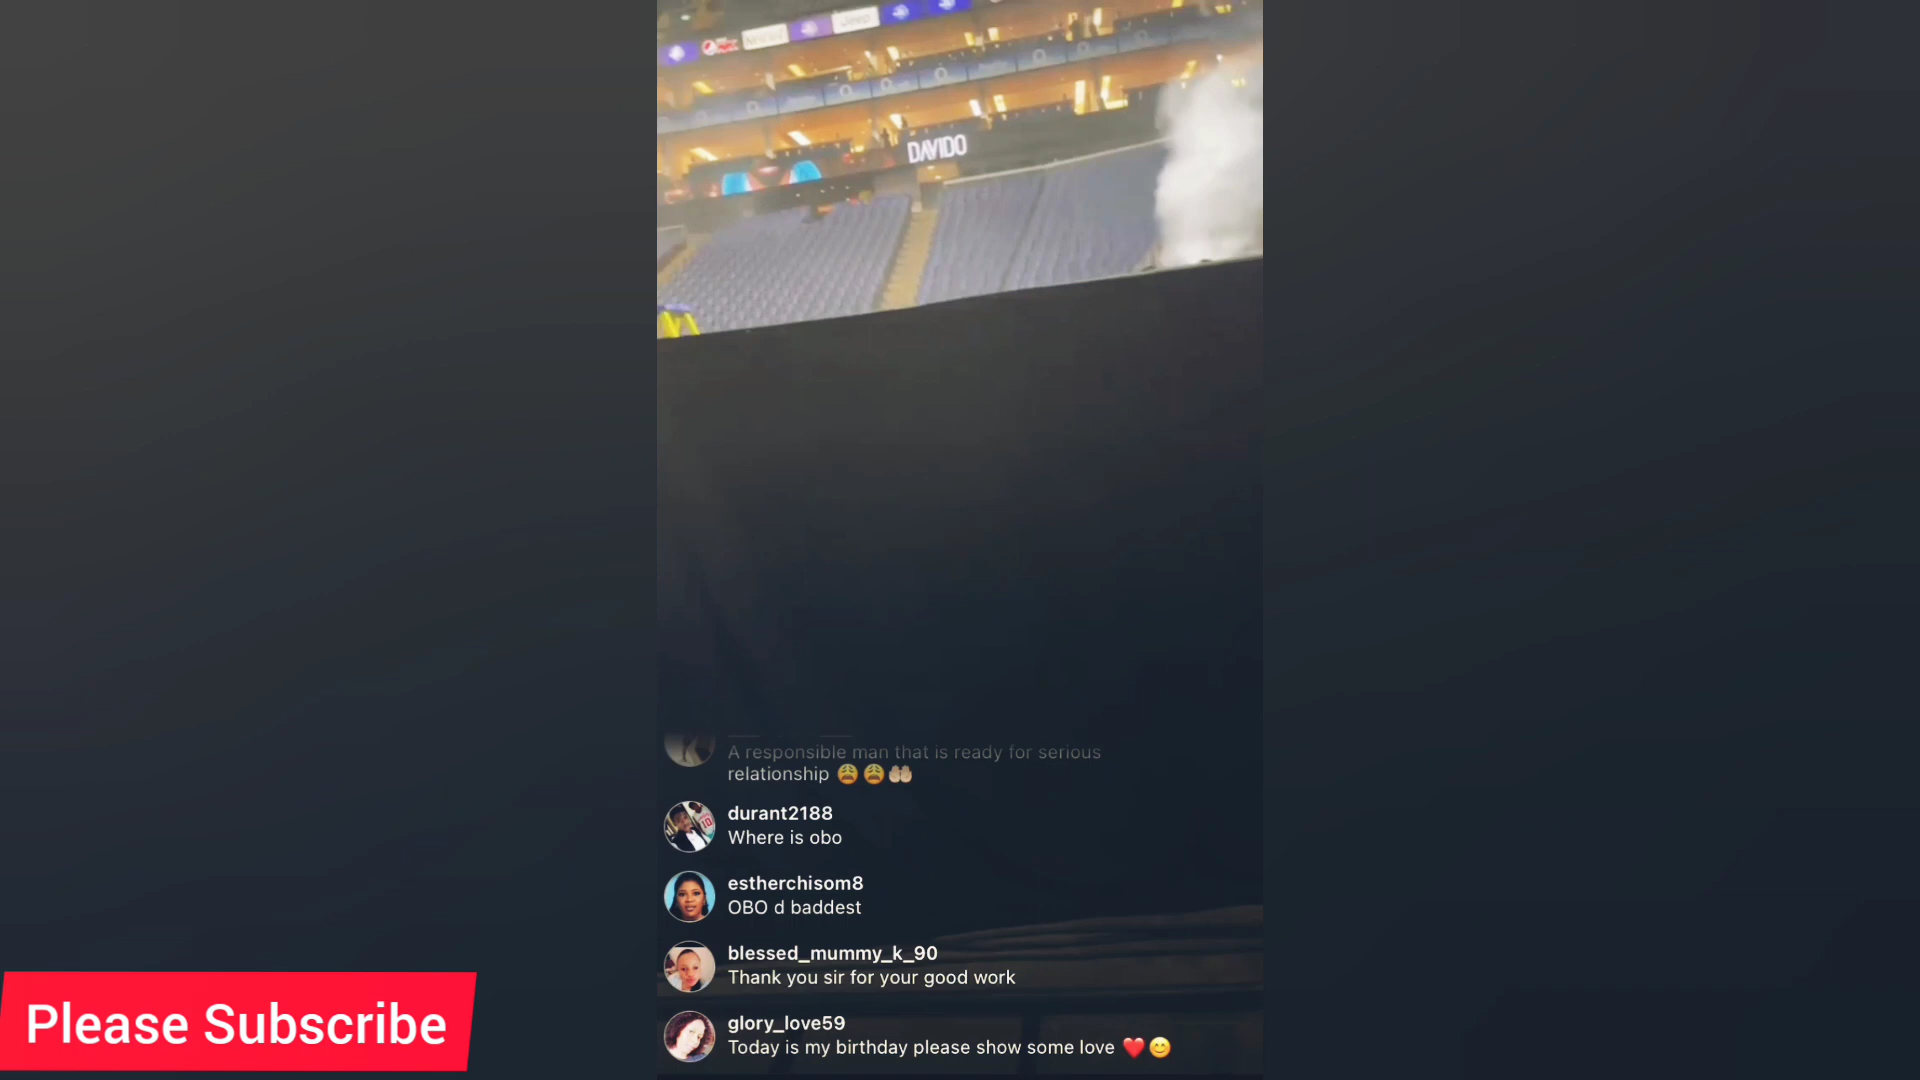 Jeep
DAVIDO
A responsible man that is ready for serious
relationship 😩😩🤲🏼
durant2188
Where is obo
estherchisom8
OBO d baddest
blessed_mummy_k_90
Thank you sir for your good work
glory_love59
Today is my birthday please show some love ❤️😊
Please Subscribe